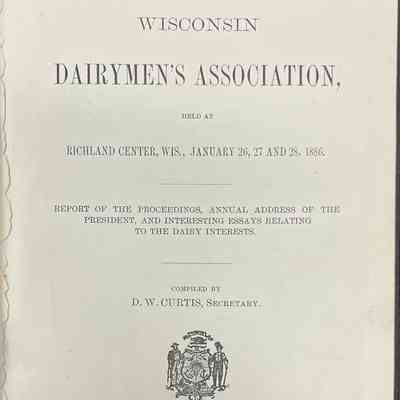 WISCONSIN
DAIRYMEN'S ASSOCIATION,
HELD AT
RICHLAND CENTER, WIS., JANUARY 26, 27 AND 28, 1886.
REPORT OF THE PROCEEDINGS, ANNUAL ADDRESS OF THE
PRESIDENT, AND INTERESTING ESSAYS RELATING
TO THE DAIRY INTERESTS.
COMPILED BY
D. W. CURTIS, SECRETARY.